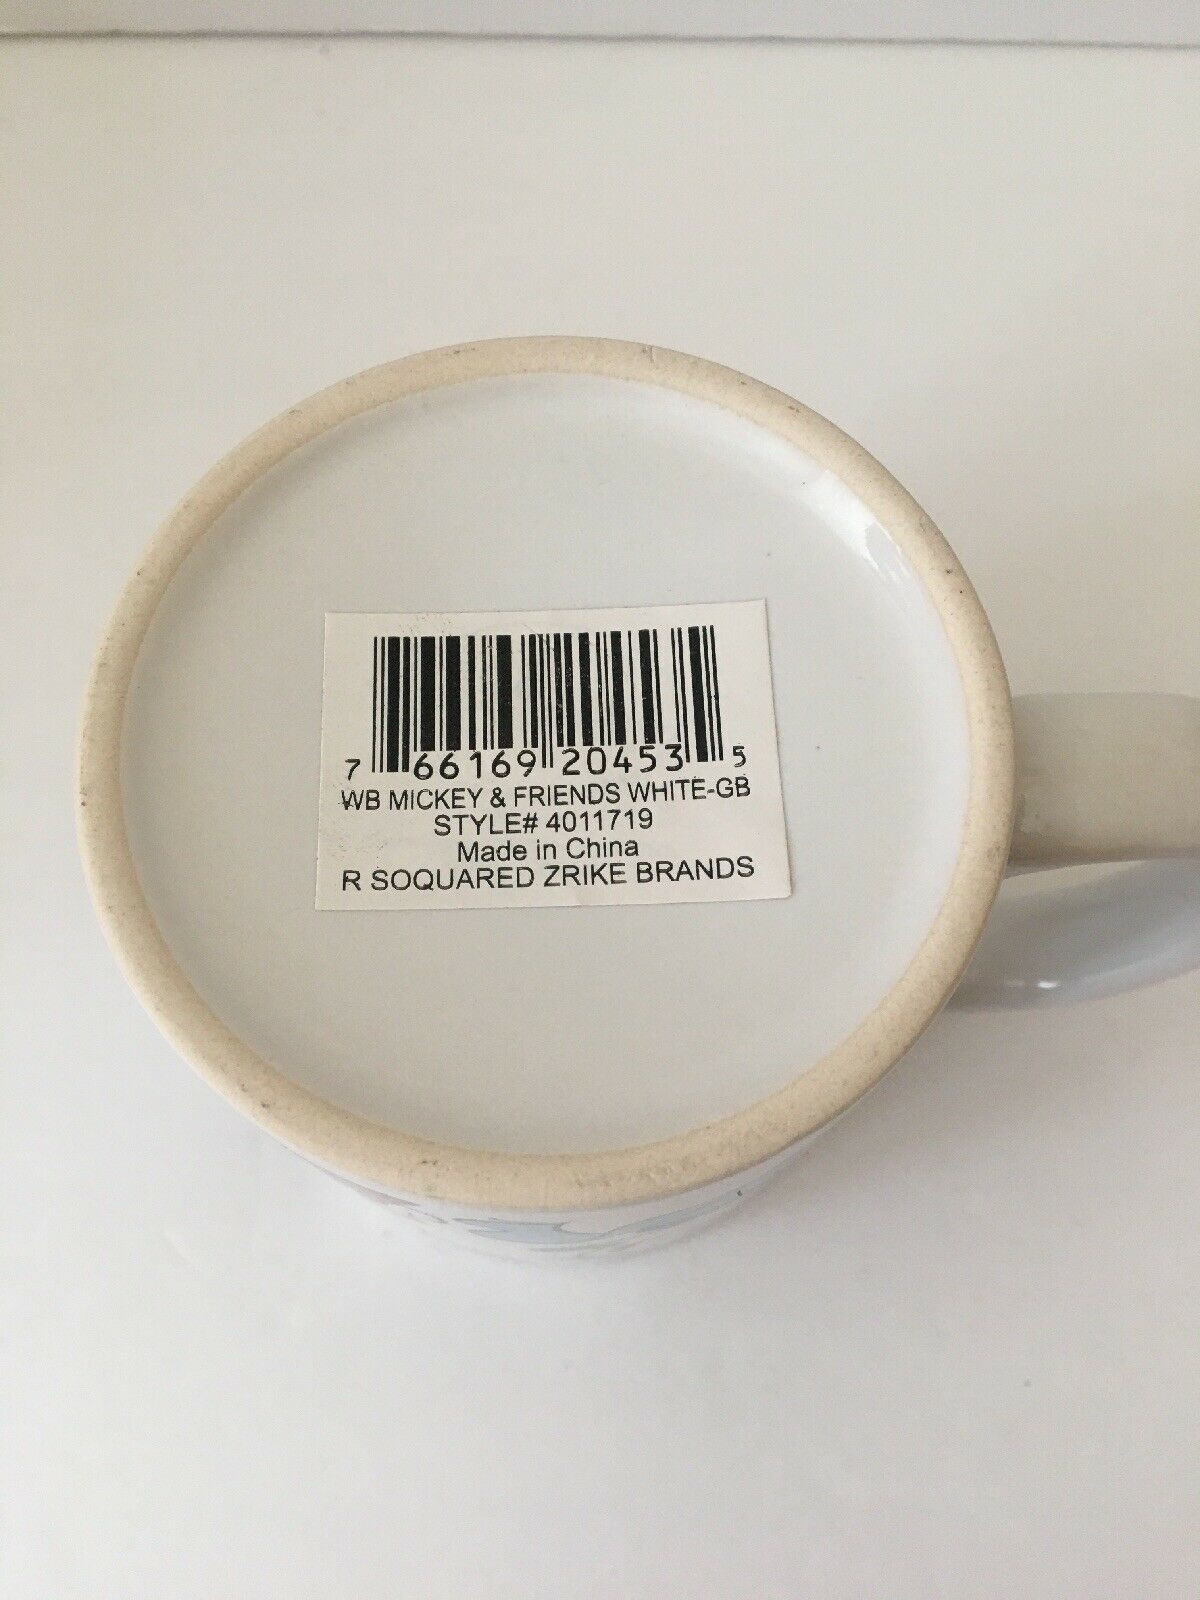 7 66169 20453 5
WB MICKEY & FRIENDS WHITE-GB
STYLE# 4011719
Made in China
R SOQUARED ZRIKE BRANDS